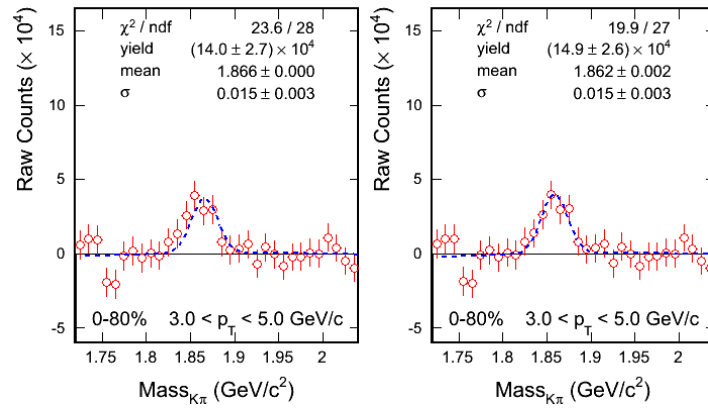 χ² / ndf 23.6 / 28
yield (14.0 ± 2.7) × 10⁴
mean 1.866 ± 0.000
σ 0.015 ± 0.003
Raw Counts (× 10⁴)
15
10
5
0
-5
0-80% 3.0 < p_T < 5.0 GeV/c
1.75 1.8 1.85 1.9 1.95 2
Mass_Kπ (GeV/c²)
χ² / ndf 19.9 / 27
yield (14.9 ± 2.6) × 10⁴
mean 1.862 ± 0.002
σ 0.015 ± 0.003
Raw Counts (× 10⁴)
15
10
5
0
-5
0-80% 3.0 < p_T < 5.0 GeV/c
1.75 1.8 1.85 1.9 1.95 2
Mass_Kπ (GeV/c²)